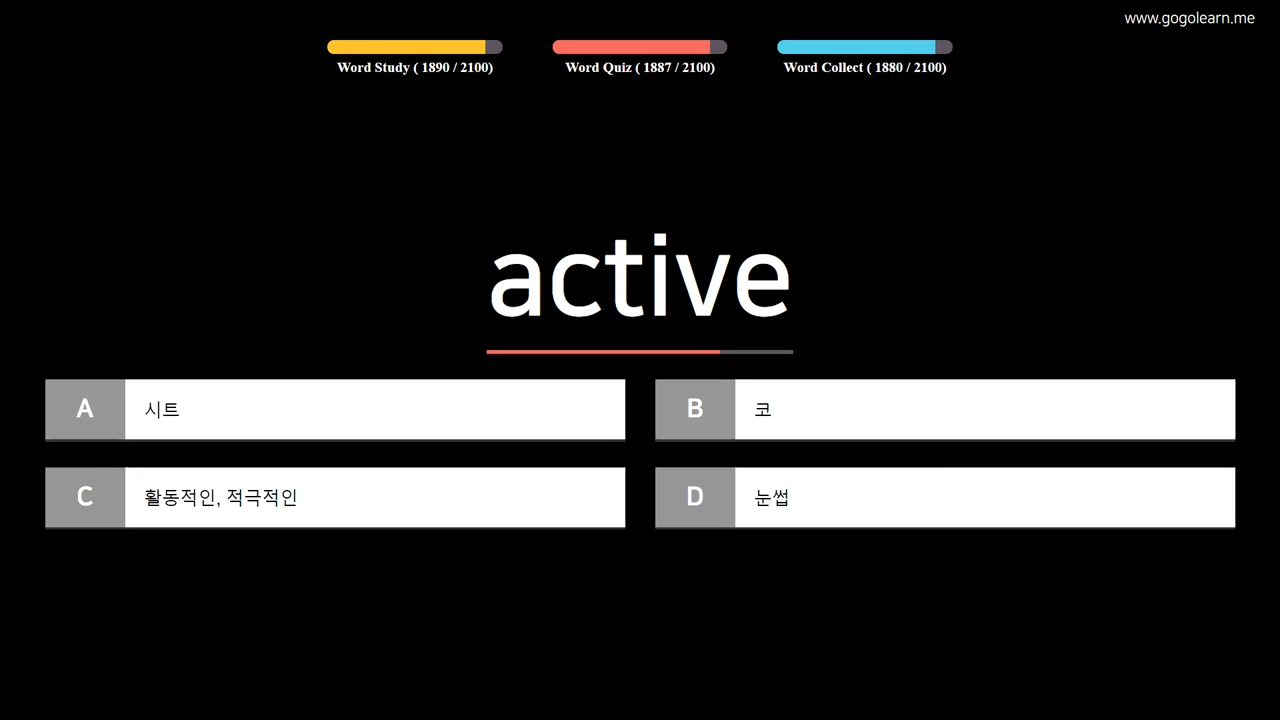 www.gogolearn.me
Word Study ( 1890 / 2100)
Word Quiz ( 1887 / 2100)
Word Collect ( 1880 / 2100)
active
A 시트
B 코
C 활동적인, 적극적인
D 눈썹